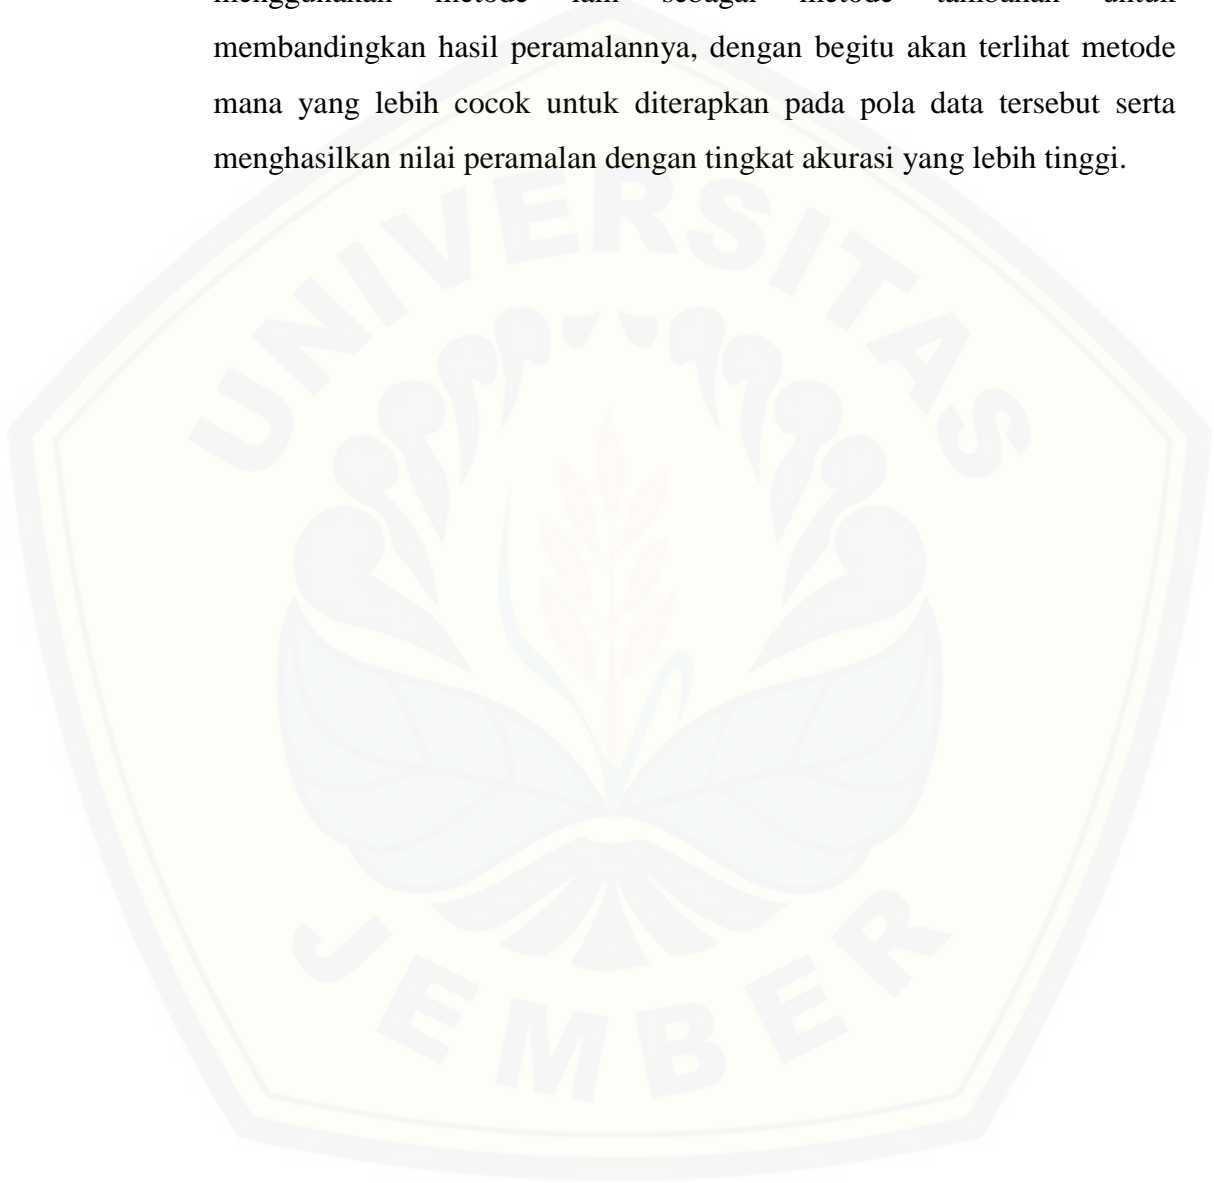 menggunakan metode lain sebagai metode tambahan untuk
membandingkan hasil peramalannya, dengan begitu akan terlihat metode
mana yang lebih cocok untuk diterapkan pada pola data tersebut serta
menghasilkan nilai peramalan dengan tingkat akurasi yang lebih tinggi.
UNIVERSITAS
JEMBER